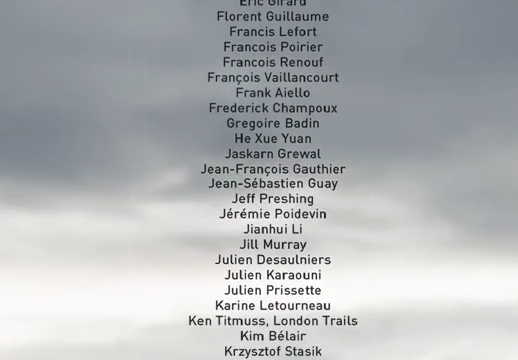 Eric Girard
Florent Guillaume
Francis Lefort
Francois Poirier
Francois Renouf
François Vaillancourt
Frank Aiello
Frederick Champoux
Gregoire Badin
He Xue Yuan
Jaskarn Grewal
Jean-François Gauthier
Jean-Sébastien Guay
Jeff Preshing
Jérémie Poidevin
Jianhui Li
Jill Murray
Julien Desaulniers
Julien Karaouni
Julien Prissette
Karine Letourneau
Ken Titmuss, London Trails
Kim Bélair
Krzysztof Stasik